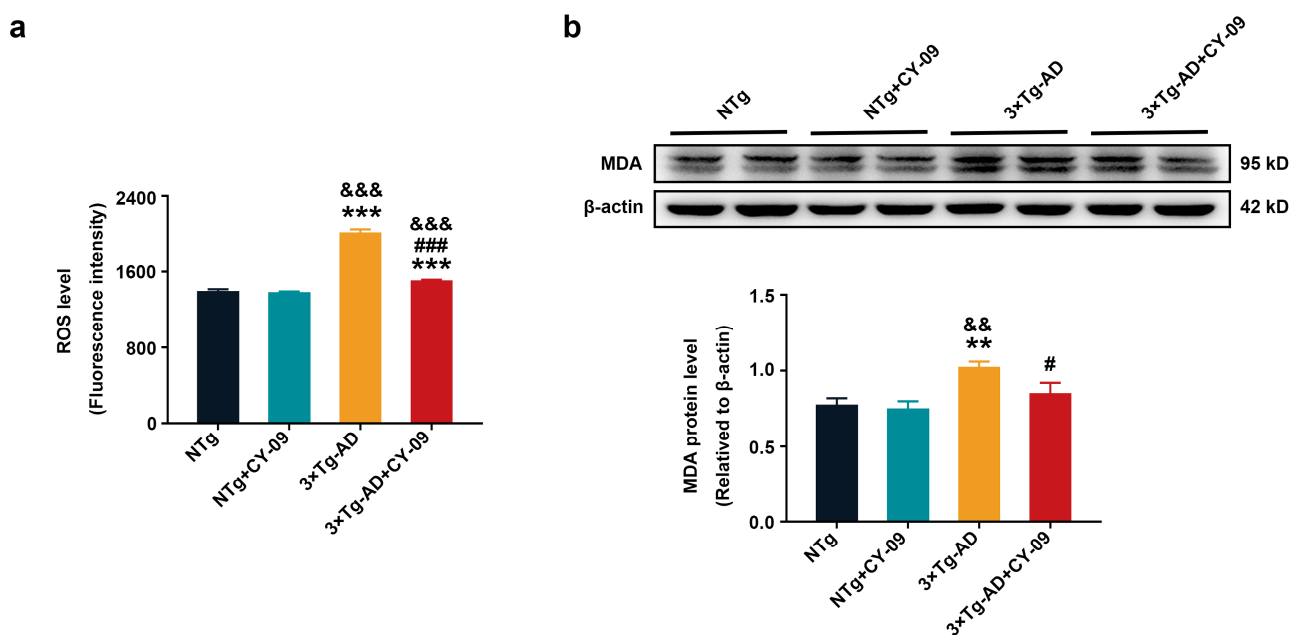 a
2400
1600
800
0
ROS level
(Fluorescence intensity)
&&&
***
&&&
###
***
NTg
NTg+CY-09
3×Tg-AD
3×Tg-AD+CY-09
b
NTg
NTg+CY-09
3×Tg-AD
3×Tg-AD+CY-09
MDA
95 kD
β-actin
42 kD
1.5
1.0
0.5
0.0
MDA protein level
(Relatived to β-actin)
&&
**
#
NTg
NTg+CY-09
3×Tg-AD
3×Tg-AD+CY-09